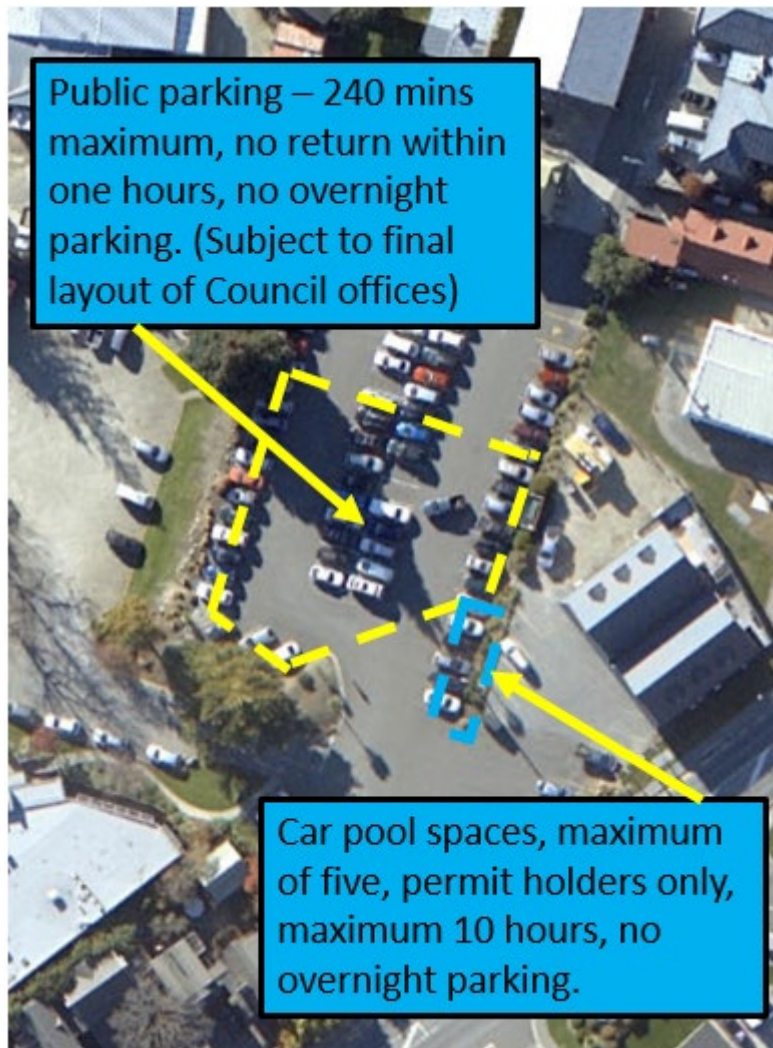 Public parking – 240 mins
maximum, no return within
one hours, no overnight
parking. (Subject to final
layout of Council offices)
Car pool spaces, maximum
of five, permit holders only,
maximum 10 hours, no
overnight parking.